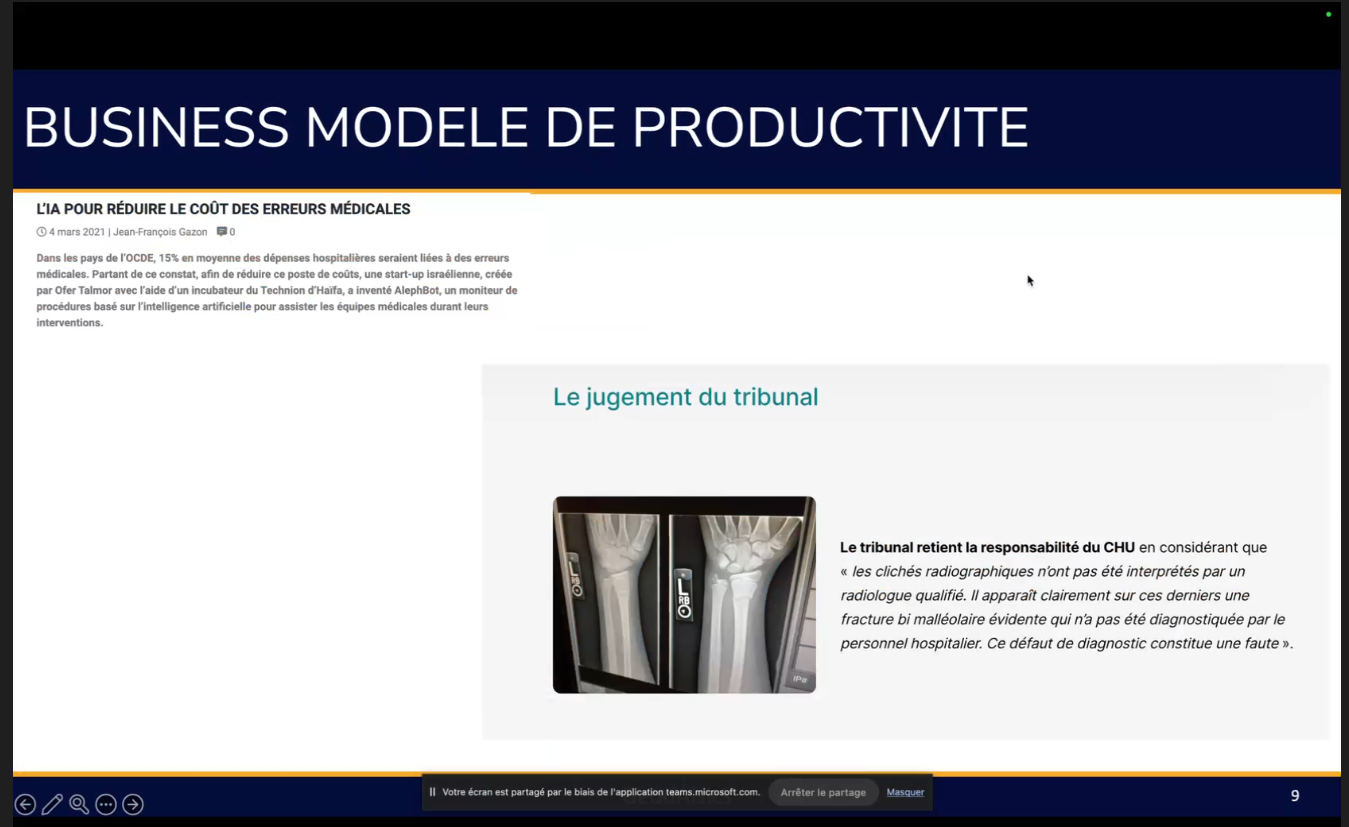 BUSINESS MODELE DE PRODUCTIVITE
L'IA POUR RÉDUIRE LE COÛT DES ERREURS MÉDICALES
4 mars 2021 | Jean-François Gazon 0
Dans les pays de l'OCDE, 15% en moyenne des dépenses hospitalières seraient liées à des erreurs
médicales. Partant de ce constat, afin de réduire ce poste de coûts, une start-up israélienne, créée
par Ofer Talmor avec l'aide d'un incubateur du Technion d'Haïfa, a inventé AlephBot, un moniteur de
procédures basé sur l'intelligence artificielle pour assister les équipes médicales durant leurs
interventions.
Le jugement du tribunal
L
RB
Le tribunal retient la responsabilité du CHU en considérant que
« les clichés radiographiques n'ont pas été interprétés par un
radiologue qualifié. Il apparaît clairement sur ces derniers une
fracture bi malléolaire évidente qui n'a pas été diagnostiquée par le
personnel hospitalier. Ce défaut de diagnostic constitue une faute ».
Votre écran est partagé par le biais de l'application teams.microsoft.com. Arrêter le partage Masquer
9